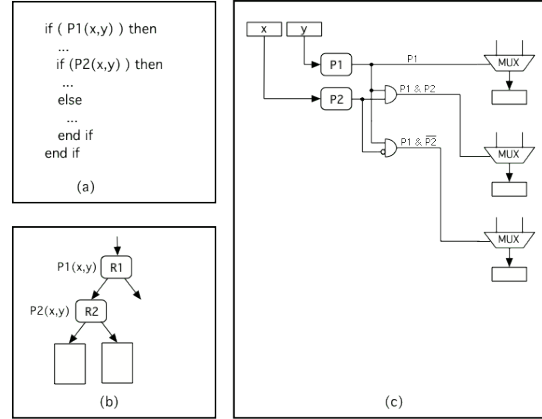 if ( P1(x,y) ) then
...
if (P2(x,y) ) then
...
else
...
end if
end if
(a)
P1(x,y) R1
P2(x,y) R2
(b)
x y
P1 P1 MUX
P2 P1 & P2
P1 & P̅2̅
MUX
MUX
(c)